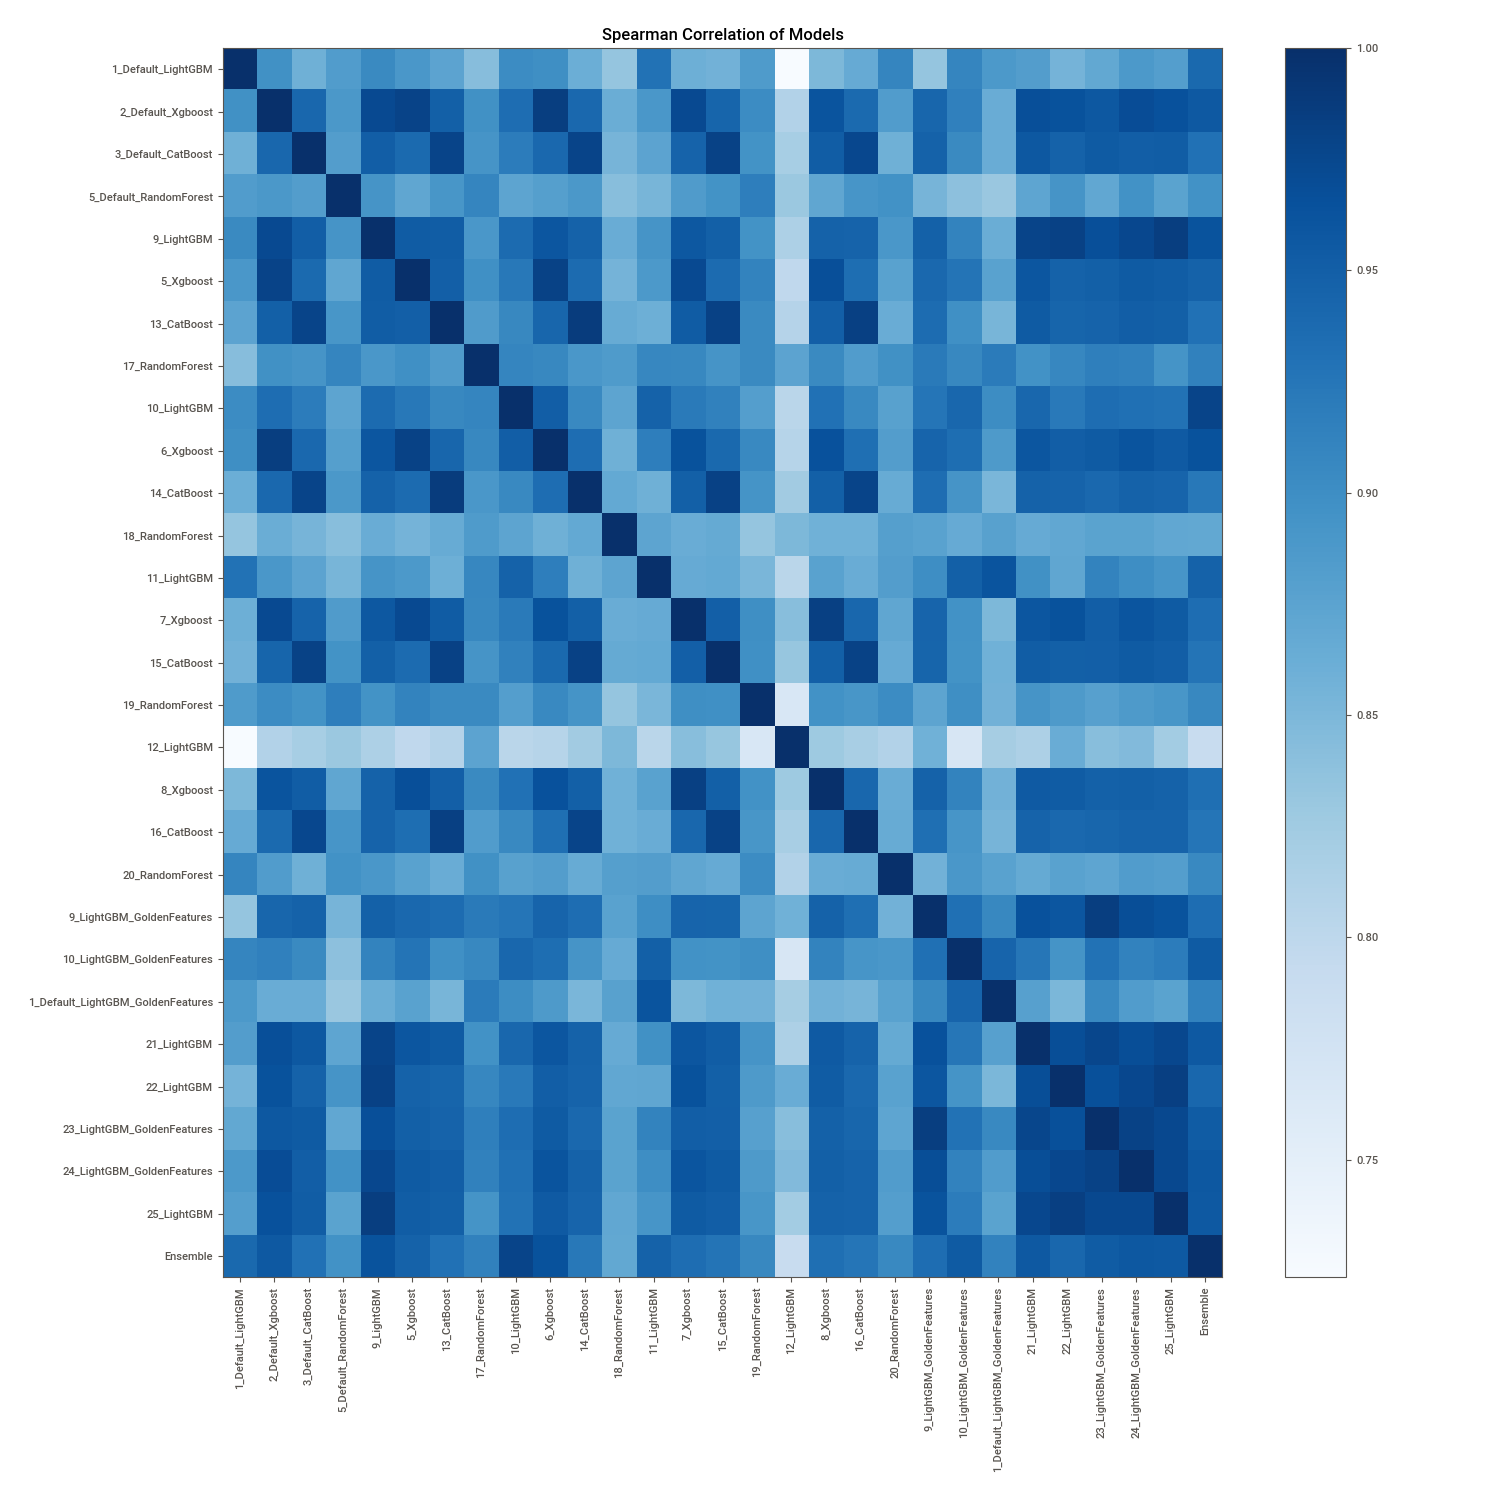 Spearman Correlation of Models
1_Default_LightGBM
2_Default_Xgboost
3_Default_CatBoost
5_Default_RandomForest
9_LightGBM
5_Xgboost
13_CatBoost
17_RandomForest
10_LightGBM
6_Xgboost
14_CatBoost
18_RandomForest
11_LightGBM
7_Xgboost
15_CatBoost
19_RandomForest
12_LightGBM
8_Xgboost
16_CatBoost
20_RandomForest
9_LightGBM_GoldenFeatures
10_LightGBM_GoldenFeatures
1_Default_LightGBM_GoldenFeatures
21_LightGBM
22_LightGBM
23_LightGBM_GoldenFeatures
24_LightGBM_GoldenFeatures
25_LightGBM
Ensemble
1_Default_LightGBM
2_Default_Xgboost
3_Default_CatBoost
5_Default_RandomForest
9_LightGBM
5_Xgboost
13_CatBoost
17_RandomForest
10_LightGBM
6_Xgboost
14_CatBoost
18_RandomForest
11_LightGBM
7_Xgboost
15_CatBoost
19_RandomForest
12_LightGBM
8_Xgboost
16_CatBoost
20_RandomForest
9_LightGBM_GoldenFeatures
10_LightGBM_GoldenFeatures
1_Default_LightGBM_GoldenFeatures
21_LightGBM
22_LightGBM
23_LightGBM_GoldenFeatures
24_LightGBM_GoldenFeatures
25_LightGBM
Ensemble
1.00
0.95
0.90
0.85
0.80
0.75